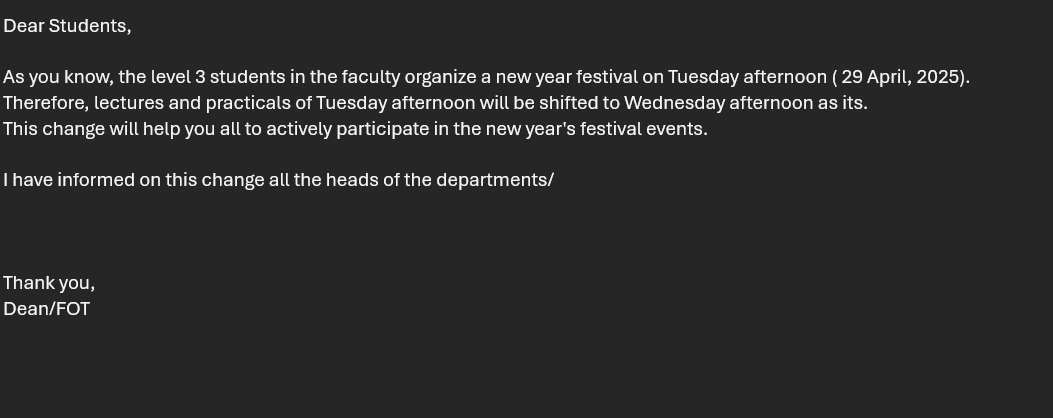 Dear Students,
As you know, the level 3 students in the faculty organize a new year festival on Tuesday afternoon ( 29 April, 2025).
Therefore, lectures and practicals of Tuesday afternoon will be shifted to Wednesday afternoon as its.
This change will help you all to actively participate in the new year's festival events.
I have informed on this change all the heads of the departments/
Thank you,
Dean/FOT